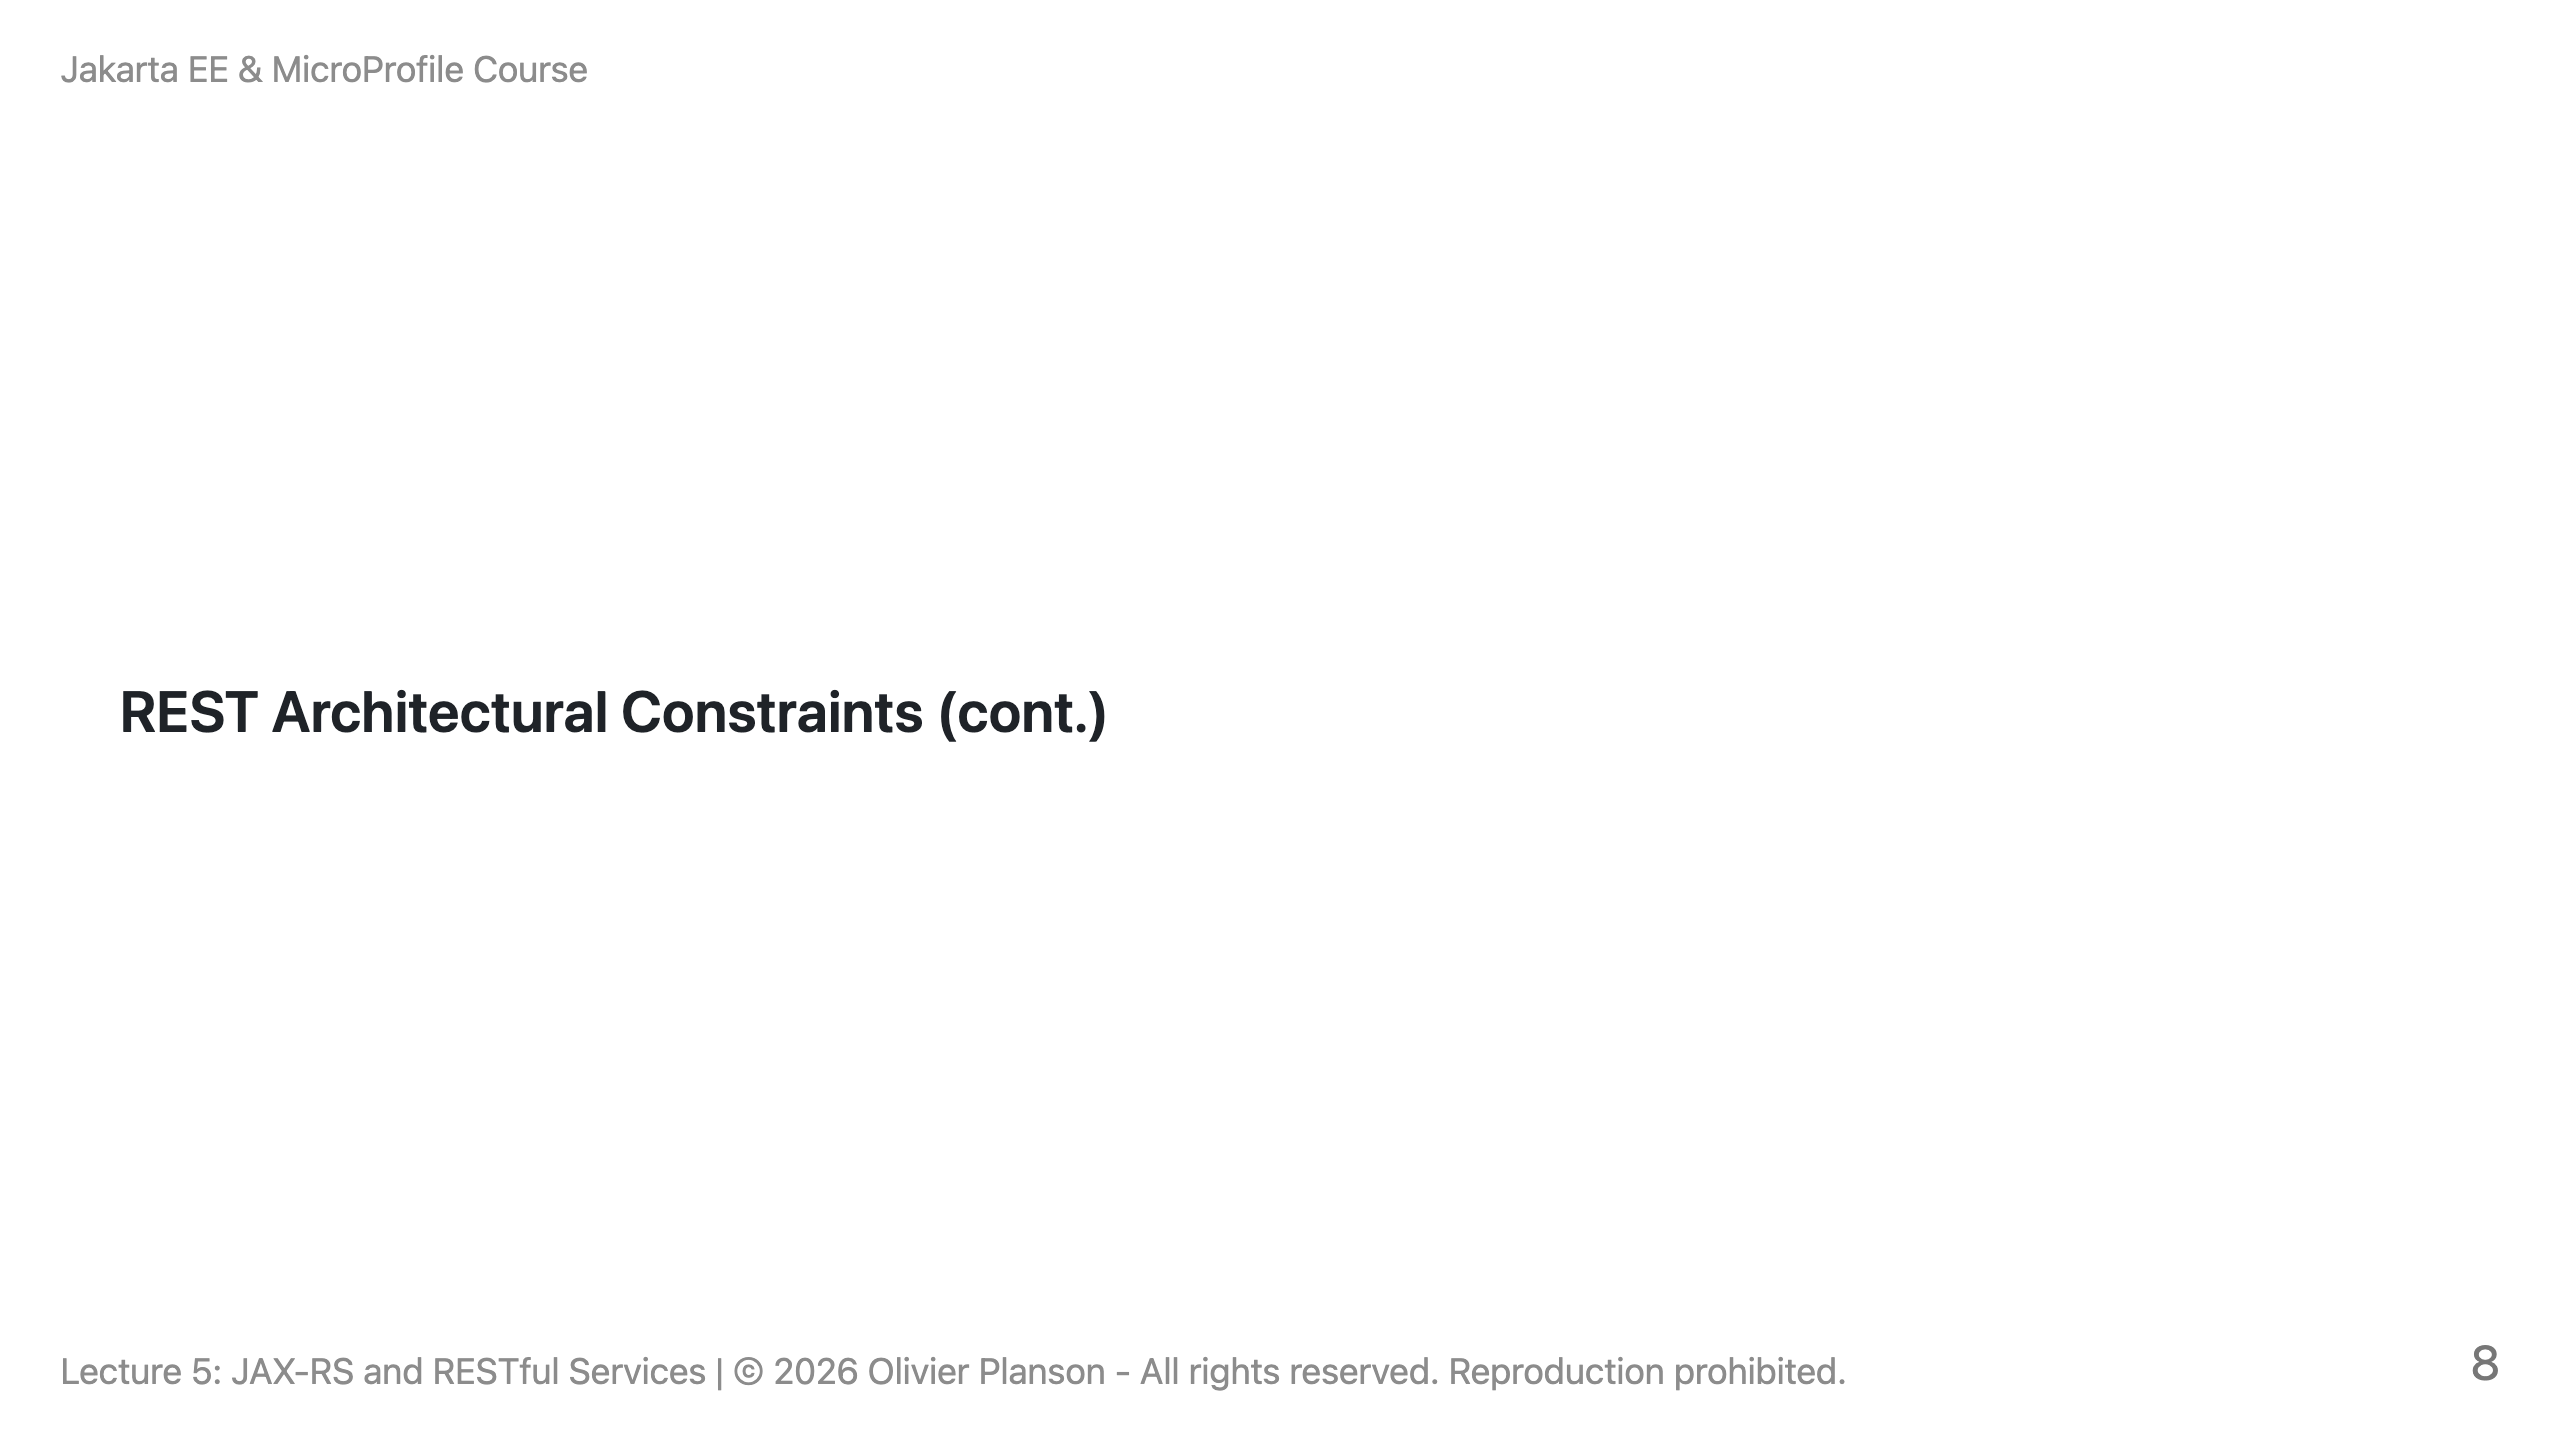 Jakarta EE & MicroProfile Course
REST Architectural Constraints (cont.)
Lecture 5: JAX-RS and RESTful Services | © 2026 Olivier Planson - All rights reserved. Reproduction prohibited.
8